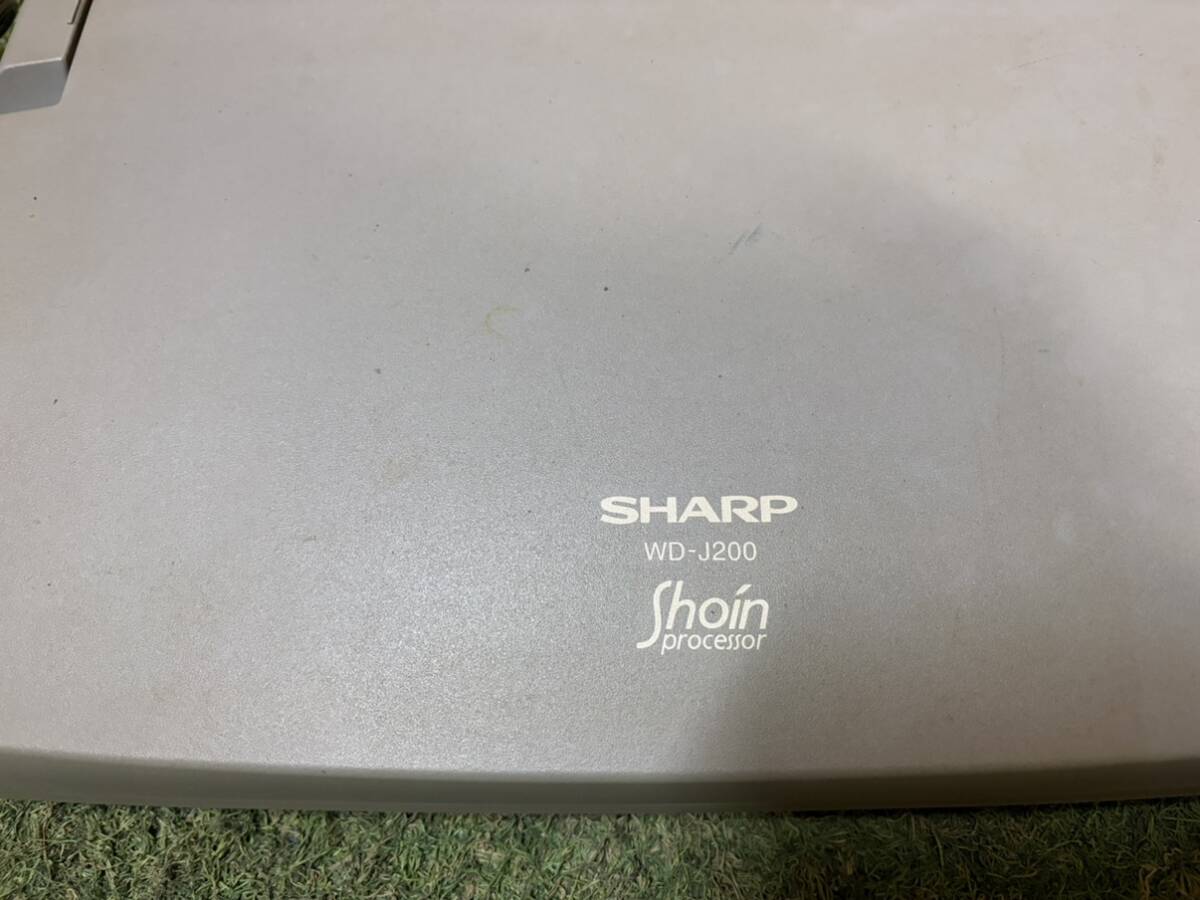 SHARP
WD-J200
Shoin
processor